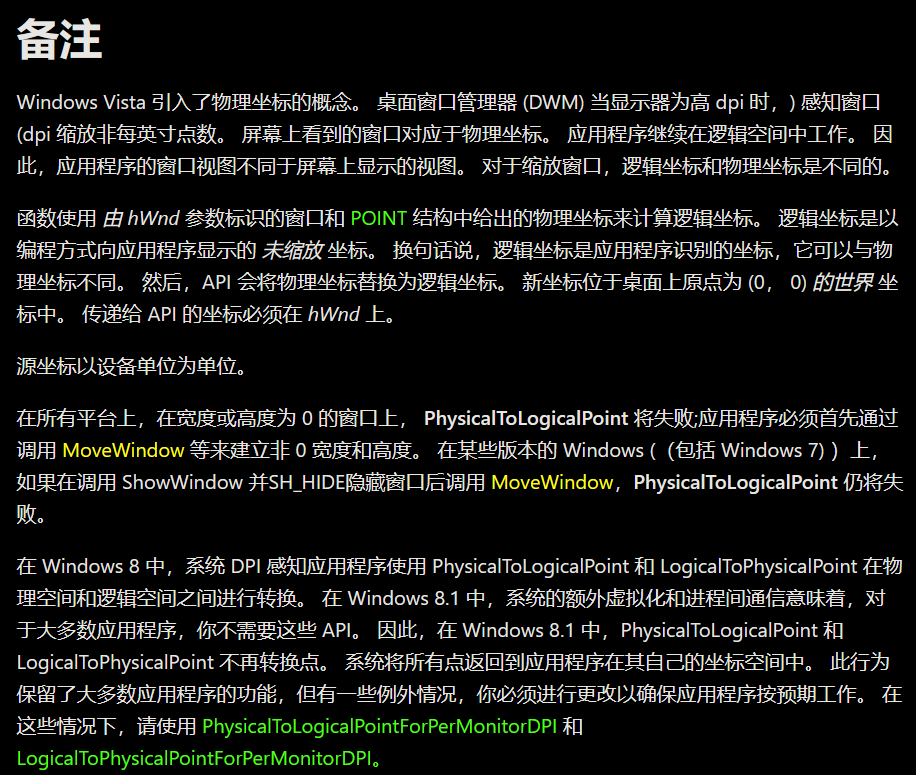 备注
Windows Vista 引入了物理坐标的概念。 桌面窗口管理器 (DWM) 当显示器为高 dpi 时，) 感知窗口
(dpi 缩放非每英寸点数。 屏幕上看到的窗口对应于物理坐标。 应用程序继续在逻辑空间中工作。 因
此，应用程序的窗口视图不同于屏幕上显示的视图。 对于缩放窗口，逻辑坐标和物理坐标是不同的。
函数使用 由 hWnd 参数标识的窗口和 POINT 结构中给出的物理坐标来计算逻辑坐标。 逻辑坐标是以
编程方式向应用程序显示的 未缩放 坐标。 换句话说，逻辑坐标是应用程序识别的坐标，它可以与物
理坐标不同。 然后，API 会将物理坐标替换为逻辑坐标。 新坐标位于桌面上原点为 (0， 0) 的世界 坐
标中。 传递给 API 的坐标必须在 hWnd 上。
源坐标以设备单位为单位。
在所有平台上，在宽度或高度为 0 的窗口上， PhysicalToLogicalPoint 将失败;应用程序必须首先通过
调用 MoveWindow 等来建立非 0 宽度和高度。 在某些版本的 Windows (（包括 Windows 7) ）上，
如果在调用 ShowWindow 并SH_HIDE隐藏窗口后调用 MoveWindow，PhysicalToLogicalPoint 仍将失
败。
在 Windows 8 中，系统 DPI 感知应用程序使用 PhysicalToLogicalPoint 和 LogicalToPhysicalPoint 在物
理空间和逻辑空间之间进行转换。 在 Windows 8.1 中，系统的额外虚拟化和进程间通信意味着，对
于大多数应用程序，你不需要这些 API。 因此，在 Windows 8.1 中，PhysicalToLogicalPoint 和
LogicalToPhysicalPoint 不再转换点。 系统将所有点返回到应用程序在其自己的坐标空间中。 此行为
保留了大多数应用程序的功能，但有一些例外情况，你必须进行更改以确保应用程序按预期工作。 在
这些情况下，请使用 PhysicalToLogicalPointForPerMonitorDPI 和
LogicalToPhysicalPointForPerMonitorDPI。